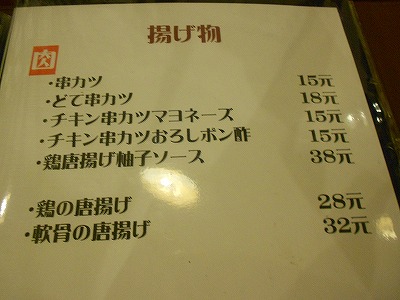 揚げ物
肉
・串カツ 15元
・どて串カツ 18元
・チキン串カツマヨネーズ 15元
・チキン串カツおろしポン酢 15元
・鶏唐揚げ柚子ソース 38元
・鶏の唐揚げ 28元
・軟骨の唐揚げ 32元